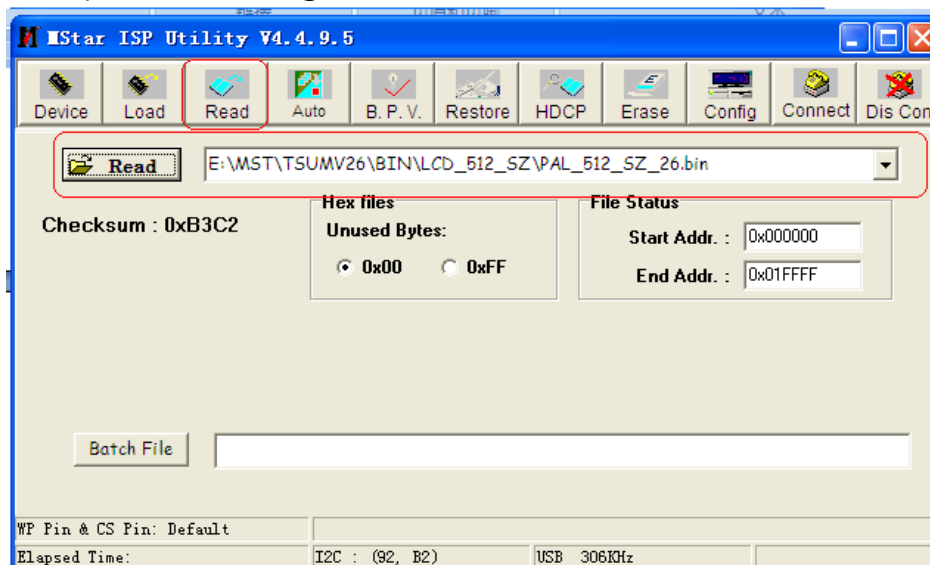 MStar ISP Utility V4.4.9.5
Device Load Read Auto B.P.V. Restore HDCP Erase Config Connect Dis Con
Read E:\MST\TSUMV26\BIN\LCD_512_SZ\PAL_512_SZ_26.bin
Checksum : 0xB3C2
Hex files
Unused Bytes:
0x00 0xFF
File Status
Start Addr. : 0x000000
End Addr. : 0x01FFFF
Batch File
WP Pin & CS Pin: Default
Elapsed Time: I2C : (92, B2) USB 306KHz